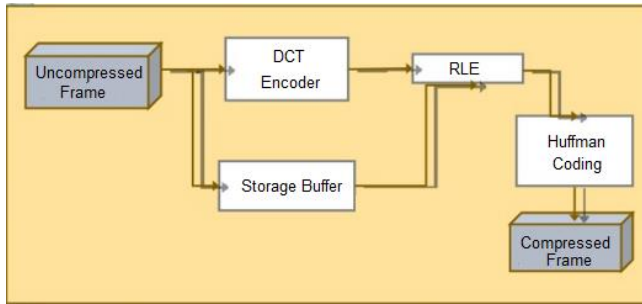 Uncompressed
Frame
DCT
Encoder
RLE
Storage Buffer
Huffman
Coding
Compressed
Frame